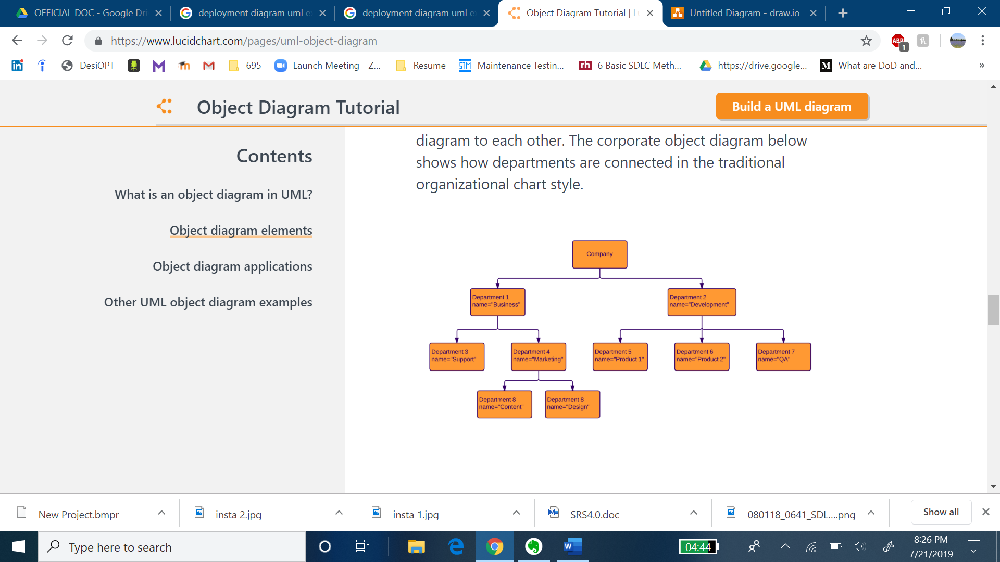 OFFICIAL DOC - Google Dri
deployment diagram uml e
deployment diagram uml e
Object Diagram Tutorial | Lu
Untitled Diagram - draw.io
https://www.lucidchart.com/pages/uml-object-diagram
ABP
1
DesiOPT
695
Launch Meeting - Z...
Resume
STM
Maintenance Testin...
rh
6 Basic SDLC Meth...
https://drive.google...
What are DoD and...
»
Object Diagram Tutorial
Build a UML diagram
Contents
What is an object diagram in UML?
Object diagram elements
Object diagram applications
Other UML object diagram examples
diagram to each other. The corporate object diagram below
shows how departments are connected in the traditional
organizational chart style.
Company
Department 1
name="Business"
Department 2
name="Development"
Department 3
name="Support"
Department 4
name="Marketing"
Department 5
name="Product 1"
Department 6
name="Product 2"
Department 7
name="QA"
Department 8
name="Content"
Department 8
name="Design"
New Project.bmpr
insta 2.jpg
insta 1.jpg
SRS4.0.doc
080118_0641_SDL....png
Show all
Type here to search
04:44
8:26 PM
7/21/2019